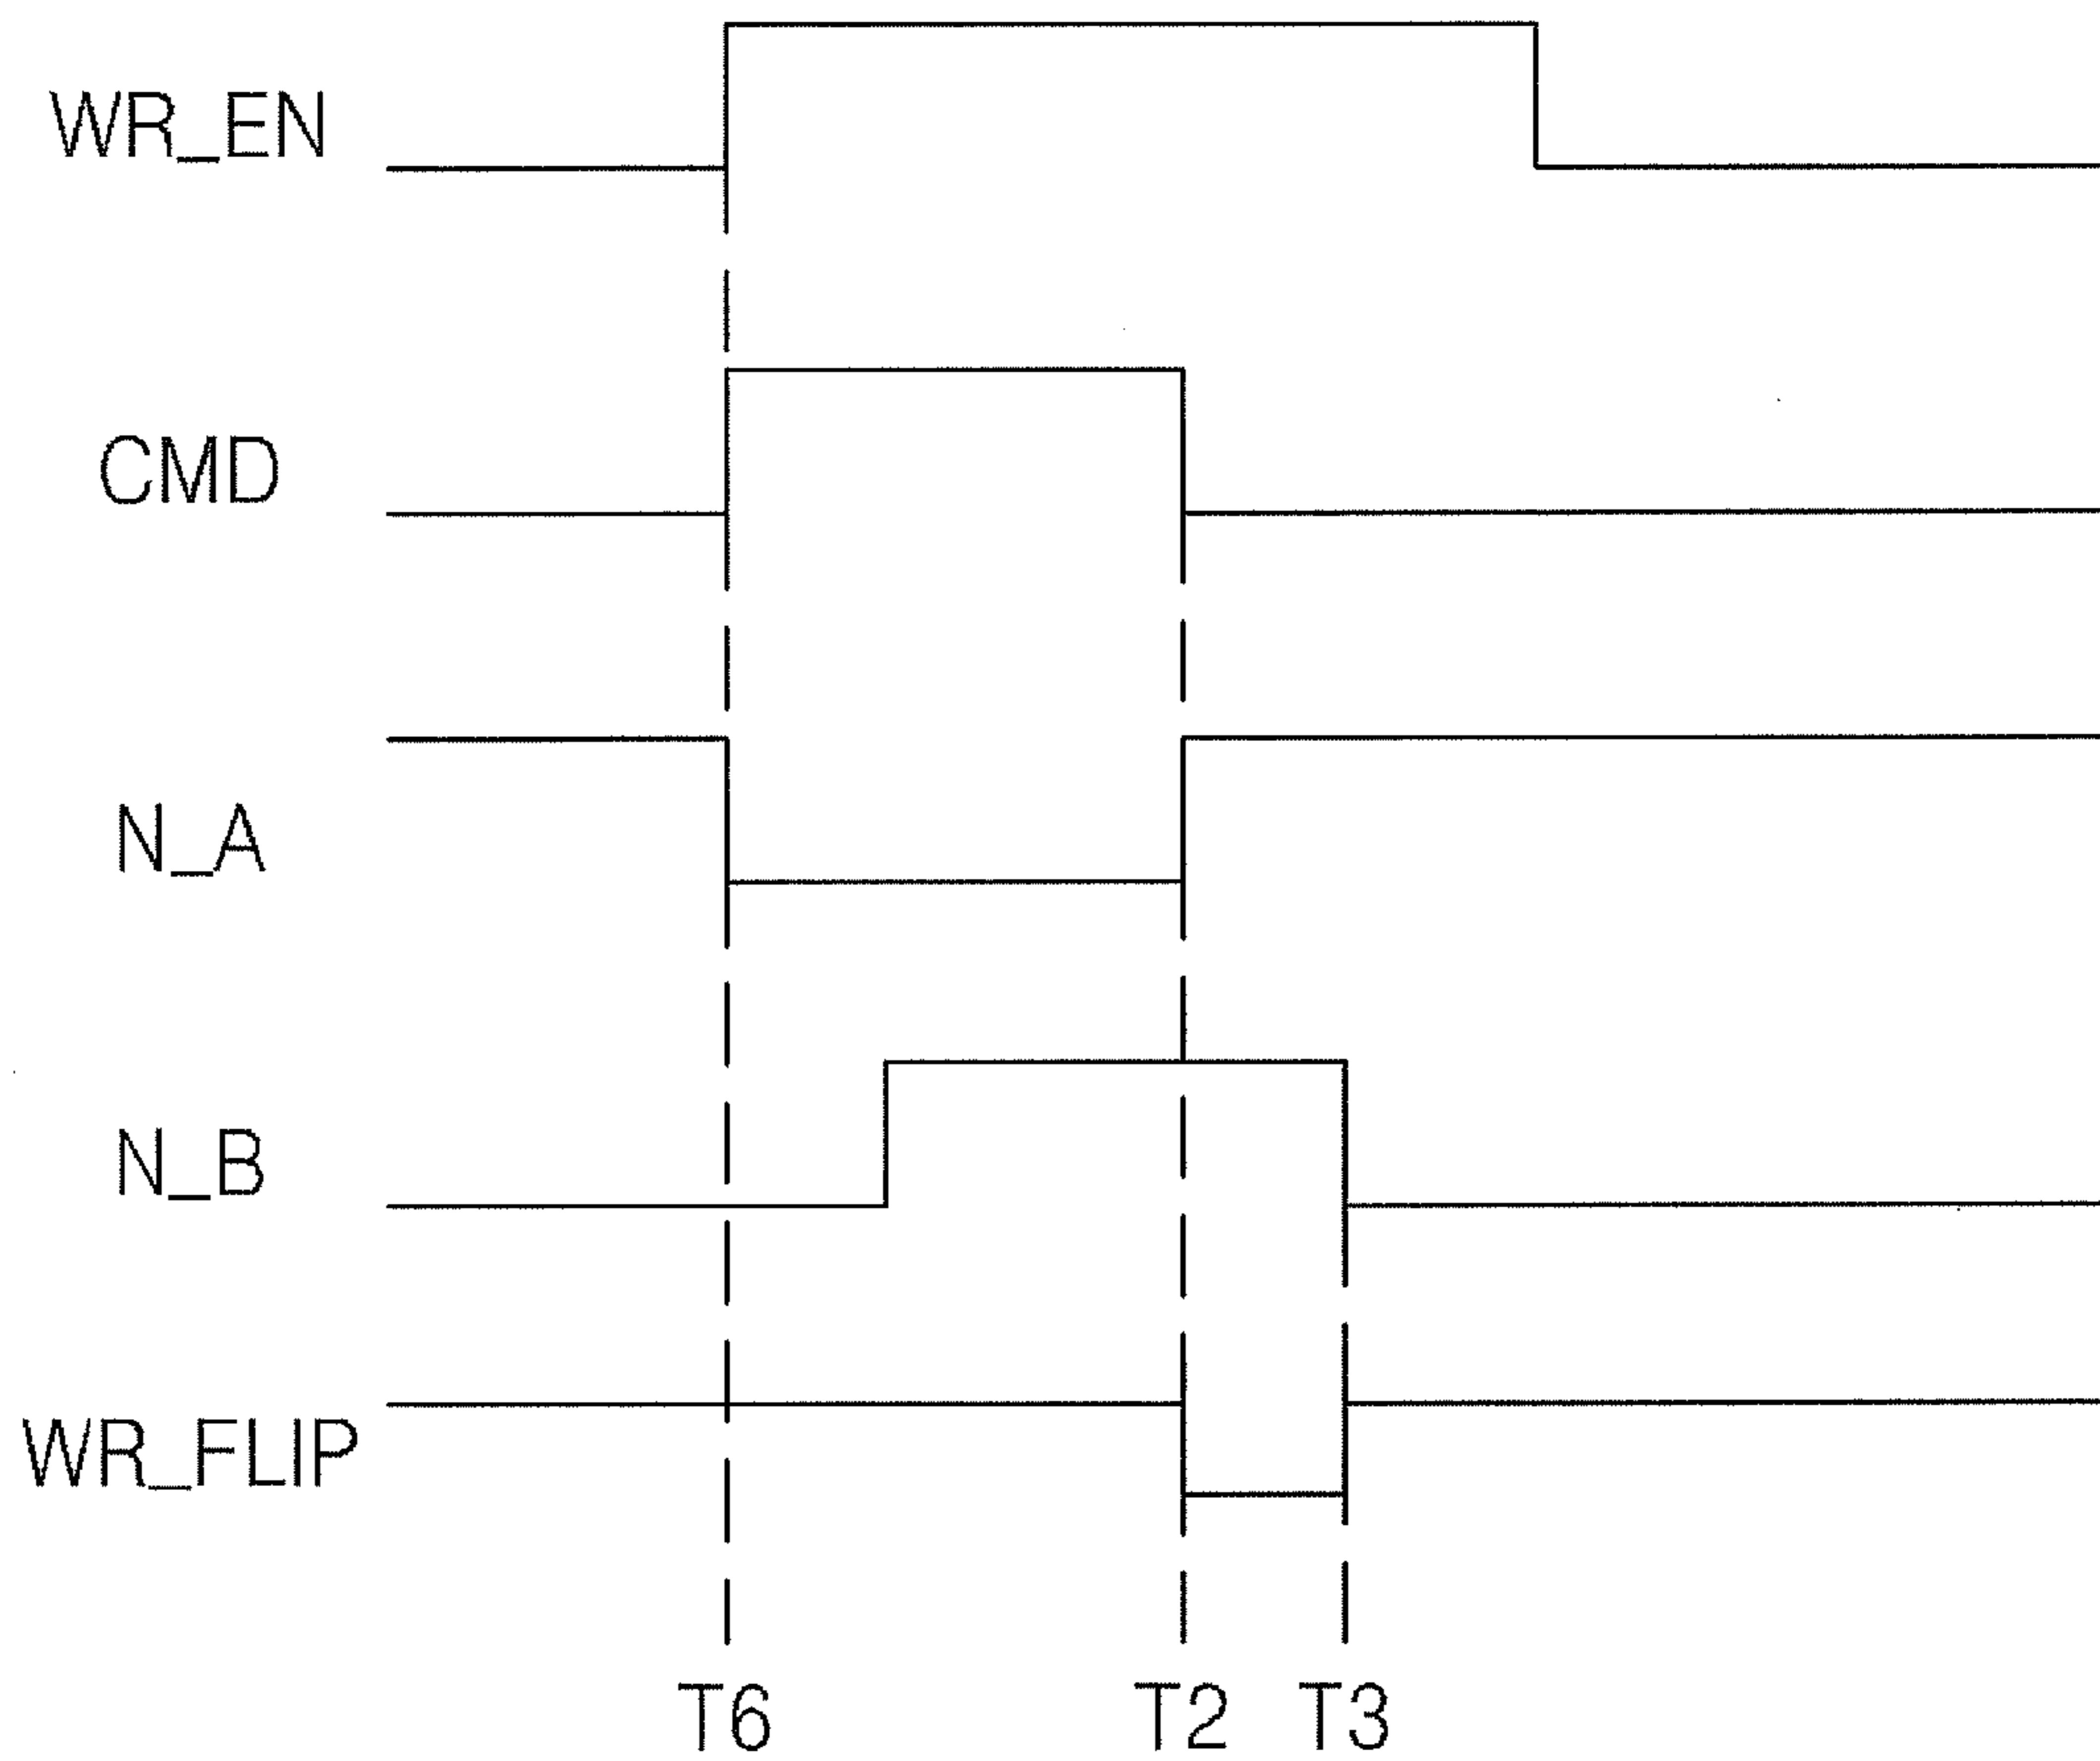 WR_EN
CMD
N_A
N_B
WR_FLIP
T6 T2 T3